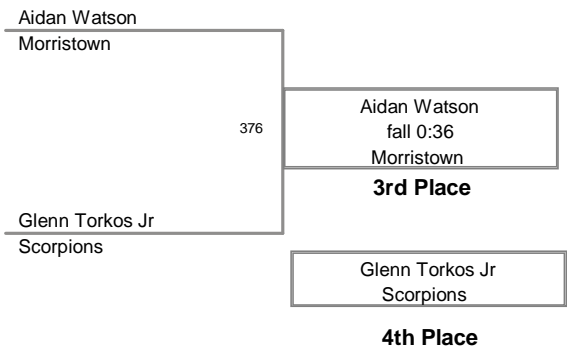 Aidan Watson
Morristown
376
Aidan Watson
fall 0:36
Morristown
3rd Place
Glenn Torkos Jr
Scorpions
Glenn Torkos Jr
Scorpions
4th Place